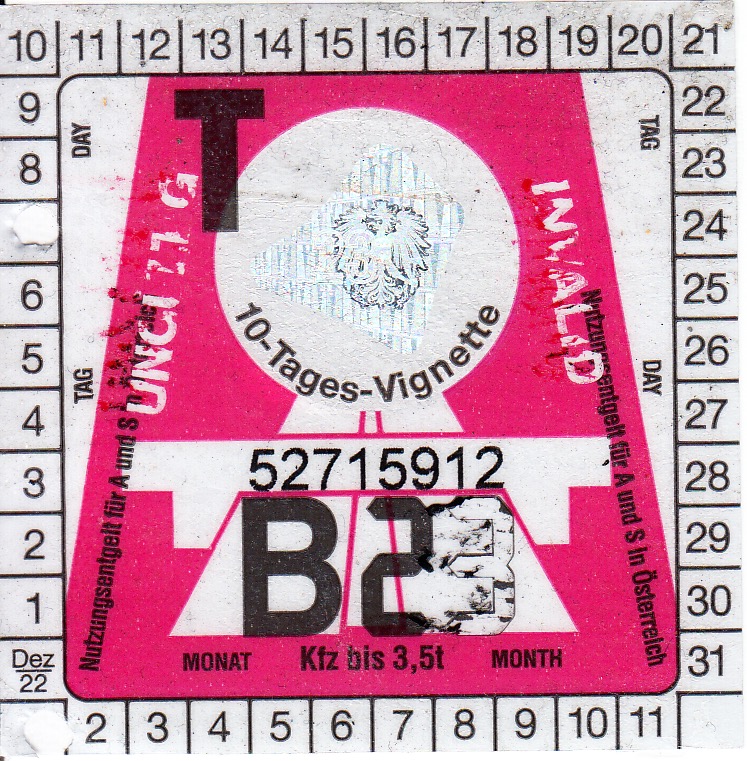 10 11 12 13 14 15 16 17 18 19 20 21
9 22
8 23
24
6 25
5 26
4 27
3 28
2 29
1 30
Dez
22
31
2 3 4 5 6 7 8 9 10 11
DAY
TAG
TAG
DAY
T
INVALID
10-Tages-Vignette
Nutzungsentgelt für A und S in
Nutzungsentgelt für A und S in Österreich
52715912
B23
MONAT Kfz bis 3,5t MONTH